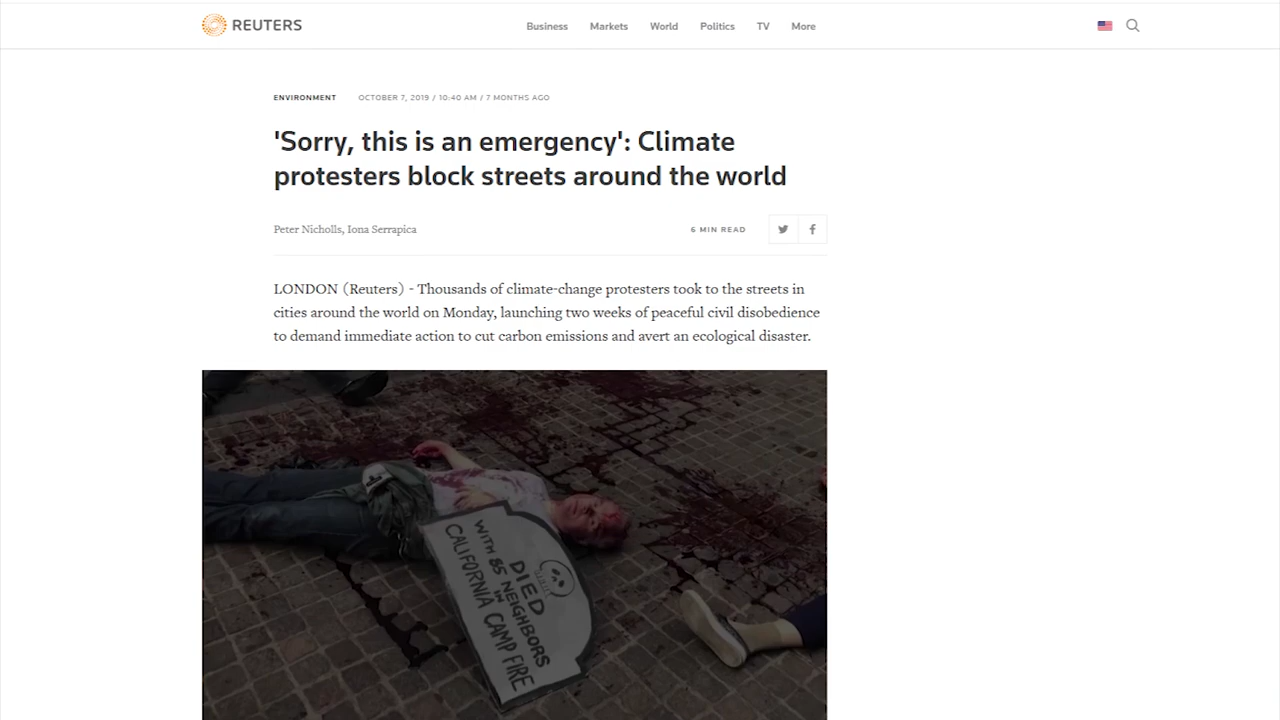 REUTERS
Business Markets World Politics TV More
ENVIRONMENT OCTOBER 7, 2019 / 10:40 AM / 7 MONTHS AGO
'Sorry, this is an emergency': Climate
protesters block streets around the world
Peter Nicholls, Iona Serrapica
6 MIN READ
LONDON (Reuters) - Thousands of climate-change protesters took to the streets in
cities around the world on Monday, launching two weeks of peaceful civil disobedience
to demand immediate action to cut carbon emissions and avert an ecological disaster.
DIED
WITH 85 NEIGHBORS
IN
CALIFORNIA CAMP FIRE